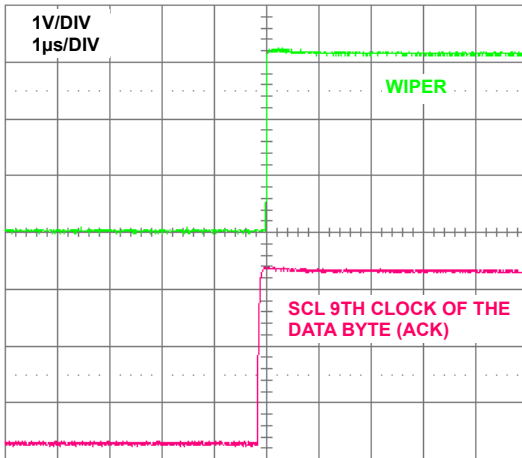 1V/DIV
1µs/DIV
WIPER
SCL 9TH CLOCK OF THE
DATA BYTE (ACK)